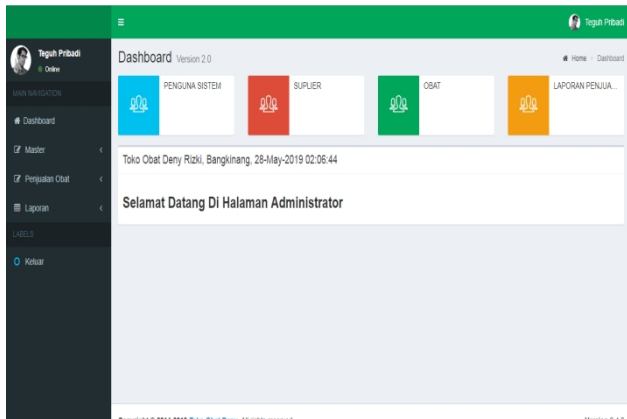 Teguh Pribadi
Teguh Pribadi
Online
MAIN NAVIGATION
Dashboard
Master
Penjualan Obat
Laporan
LABELS
Keluar
Dashboard Version 2.0
Home > Dashboard
PENGUNA SISTEM
SUPLIER
OBAT
LAPORAN PENJUA...
Toko Obat Deny Rizki, Bangkinang, 28-May-2019 02:06:44
Selamat Datang Di Halaman Administrator